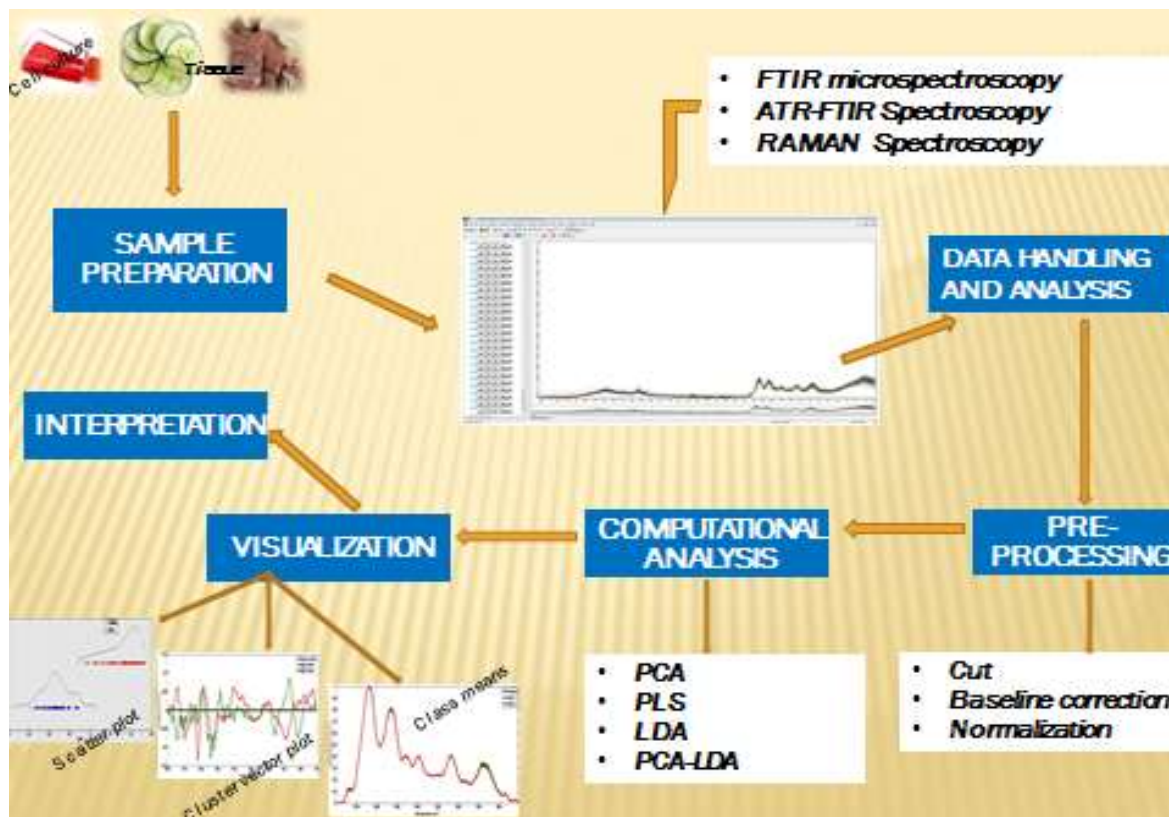 Cell culture
Tissue
FTIR microspectroscopy
ATR-FTIR Spectroscopy
RAMAN Spectroscopy
SAMPLE
PREPARATION
DATA HANDLING
AND ANALYSIS
INTERPRETATION
VISUALIZATION
COMPUTATIONAL
ANALYSIS
PRE-
PROCESSING
Scatter plot
Cluster vector plot
Class means
• PCA
• PLS
• LDA
• PCA-LDA
• Cut
• Baseline correction
• Normalization